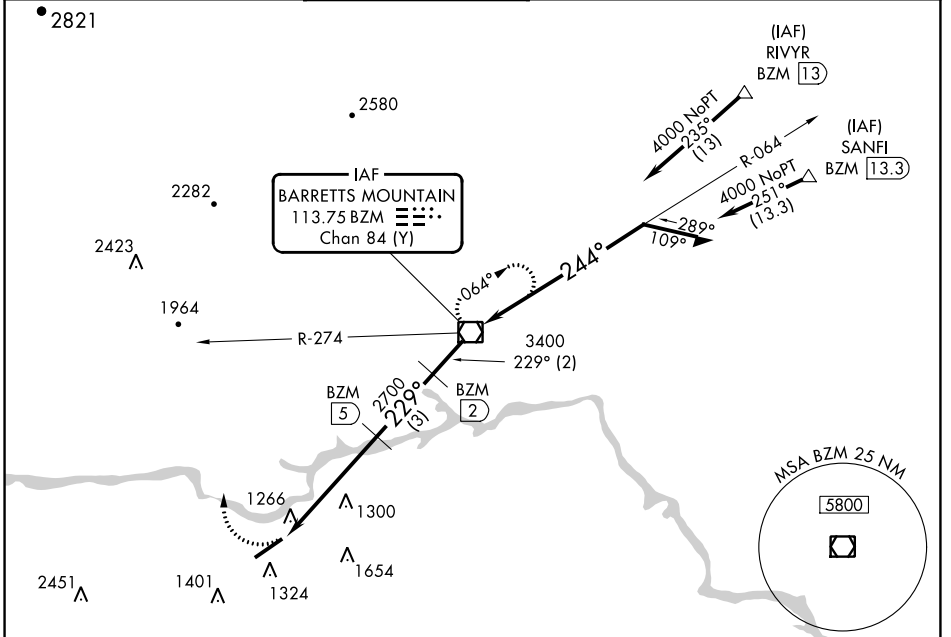 2821
2580
2282
2423
1964
IAF
BARRETTS MOUNTAIN
113.75 BZM
Chan 84 (Y)
(IAF)
RIVYR
BZM 13
4000 NoPT
235°
(13)
R-064
(IAF)
SANFI
BZM 13.3
4000 NoPT
251°
(13.3)
289°
109°
244°
064°
R-274
3400
229° (2)
BZM
5
2700
229°
(3)
BZM
2
1266
1300
1654
1324
1401
2451
MSA BZM 25 NM
5800